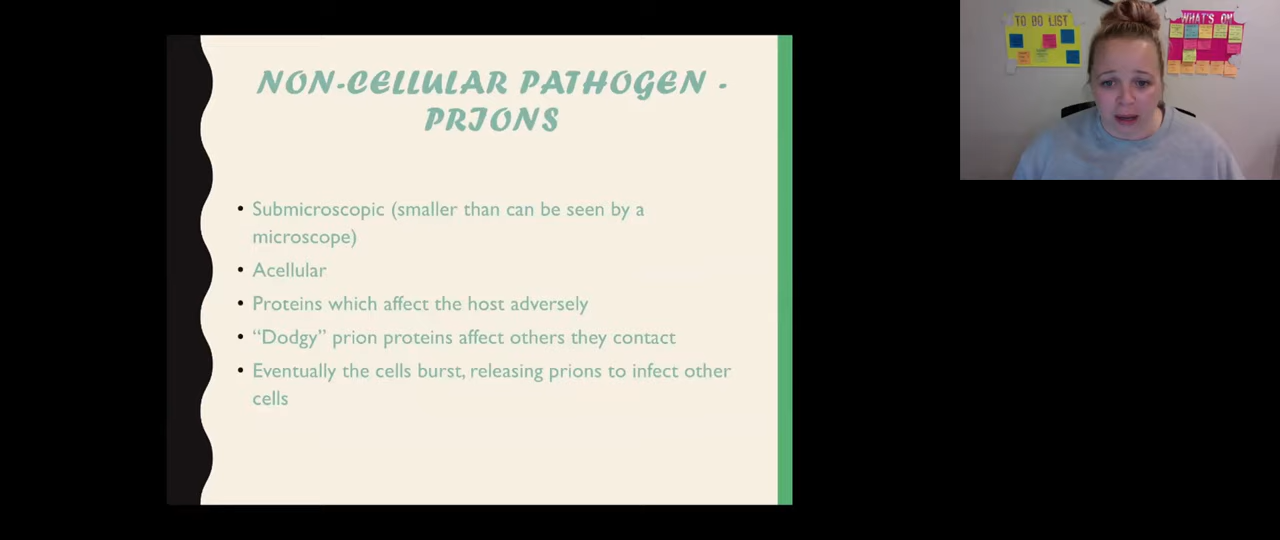 NON-CELLULAR PATHOGEN -
PRIONS
• Submicroscopic (smaller than can be seen by a
microscope)
• Acellular
• Proteins which affect the host adversely
• “Dodgy” prion proteins affect others they contact
• Eventually the cells burst, releasing prions to infect other
cells
TO DO LIST
WHAT'S ON